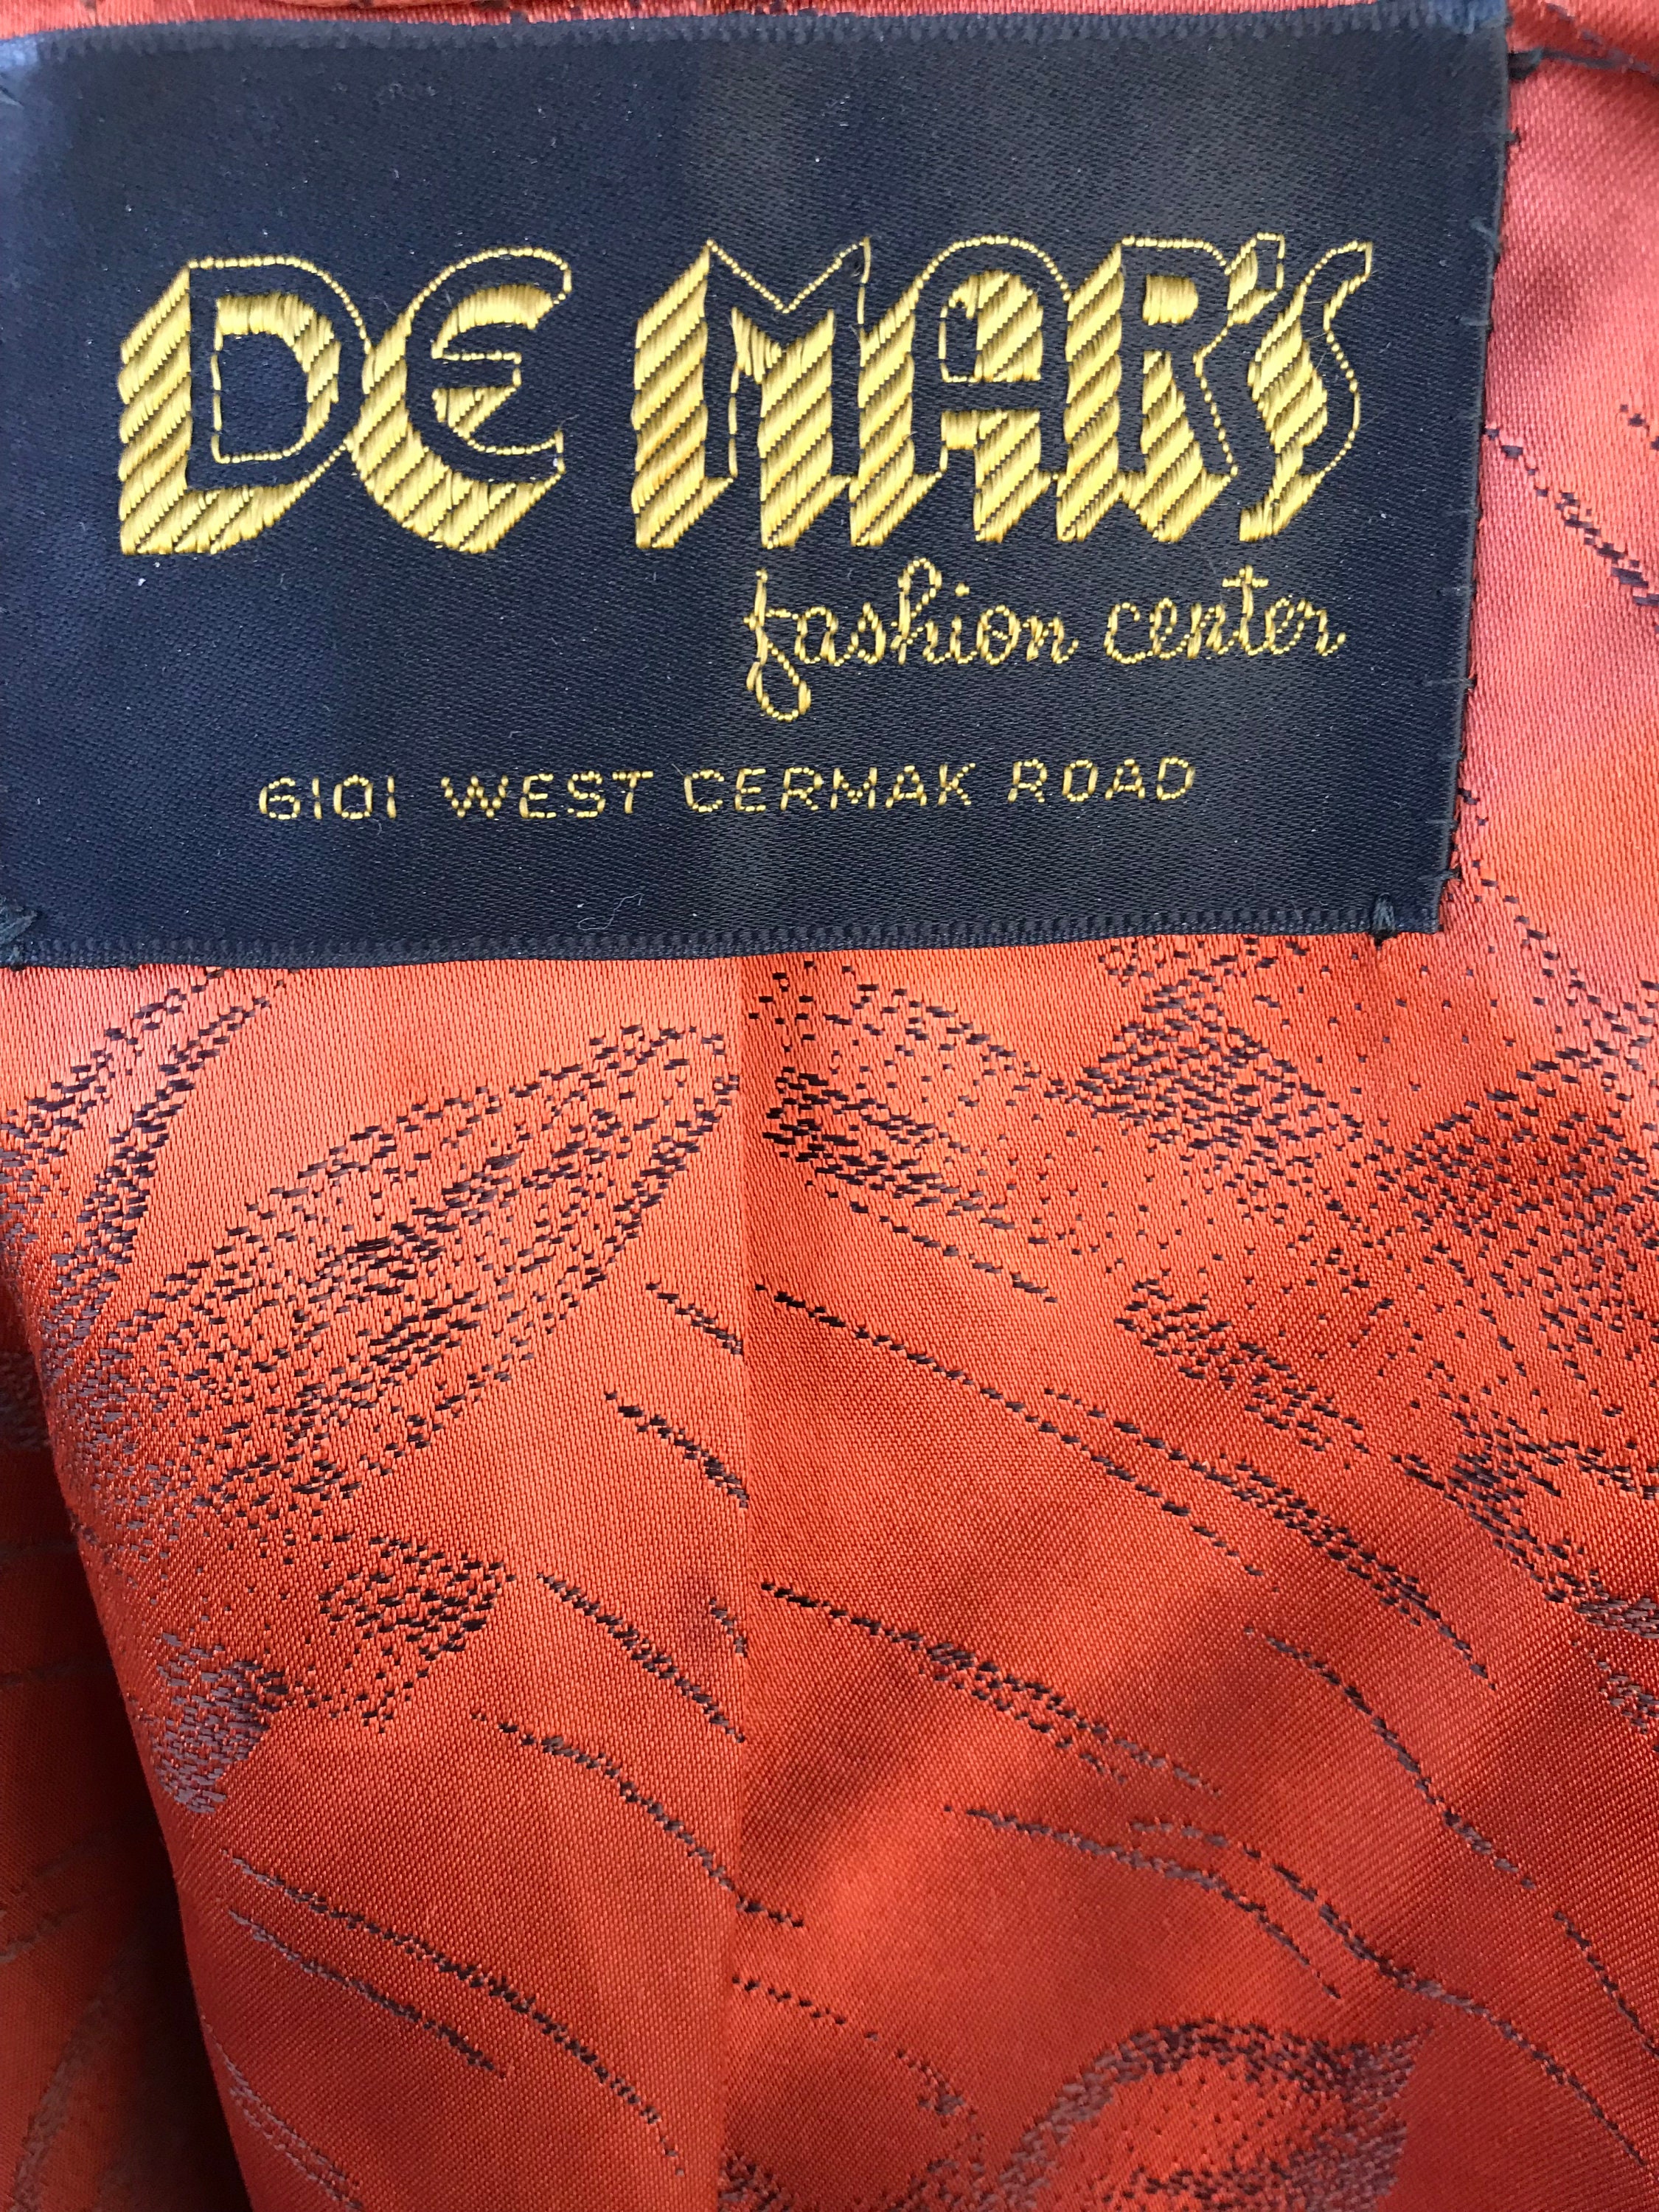 DE MAR'S
fashion center
6101 WEST CERMAK ROAD